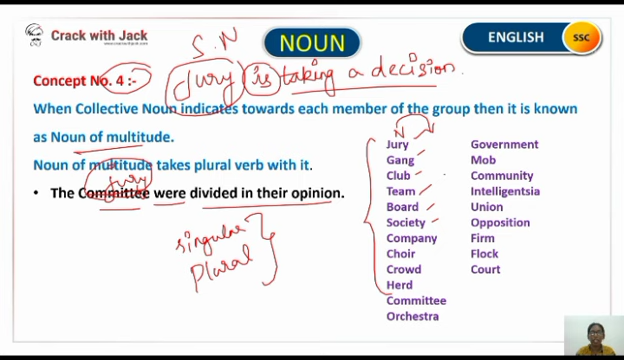 Crack with Jack
S.N
NOUN
ENGLISH
SSC
Concept No. 4 :-
Jury is taking a decision.
When Collective Noun indicates towards each member of the group then it is known
as Noun of multitude.
Noun of multitude takes plural verb with it.
Jury
• The Committee were divided in their opinion.
singular
Plural
Jury
Gang
Club
Team
Board
Society
Company
Choir
Crowd
Herd
Committee
Orchestra
Government
Mob
Community
Intelligentsia
Union
Opposition
Firm
Flock
Court